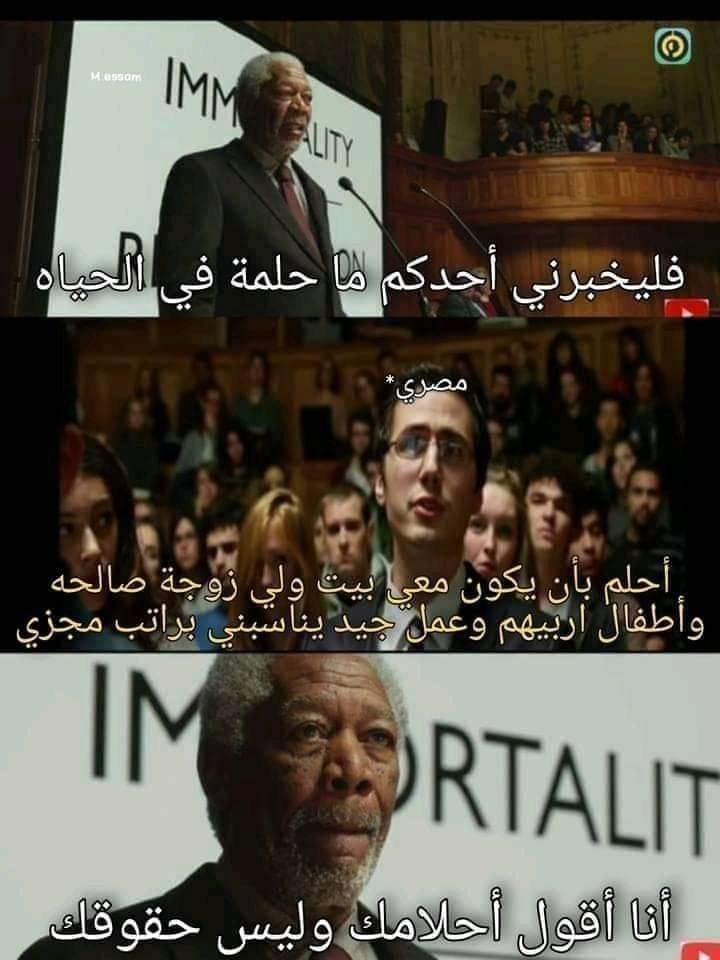 M.essam
IMM
ALITY
فليخبرني أحدكم ما حلمة في الحياه
مصري*
أحلم بأن يكون معي بيت ولي زوجة صالحه
وأطفال اربيهم وعمل جيد يناسبني براتب مجزي
IM
ORTALIT
أنا أقول أحلامك وليس حقوقك